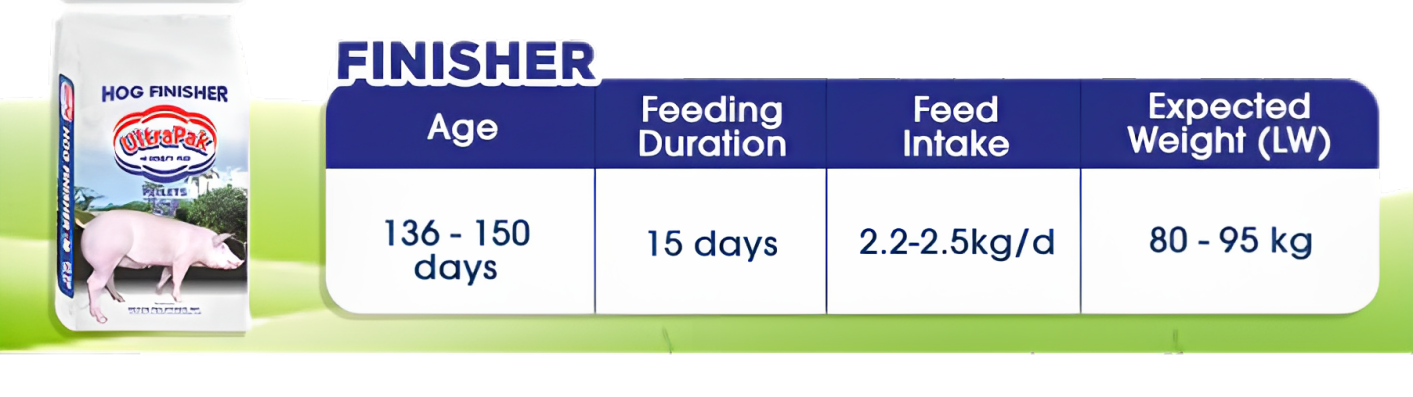 FINISHER
Age
Feeding
Duration
Feed
Intake
Expected
Weight (LW)
136 - 150
days
15 days
2.2-2.5kg/d
80 - 95 kg
HOG FINISHER
UltraPak
PELLETS
HOG FINISHER